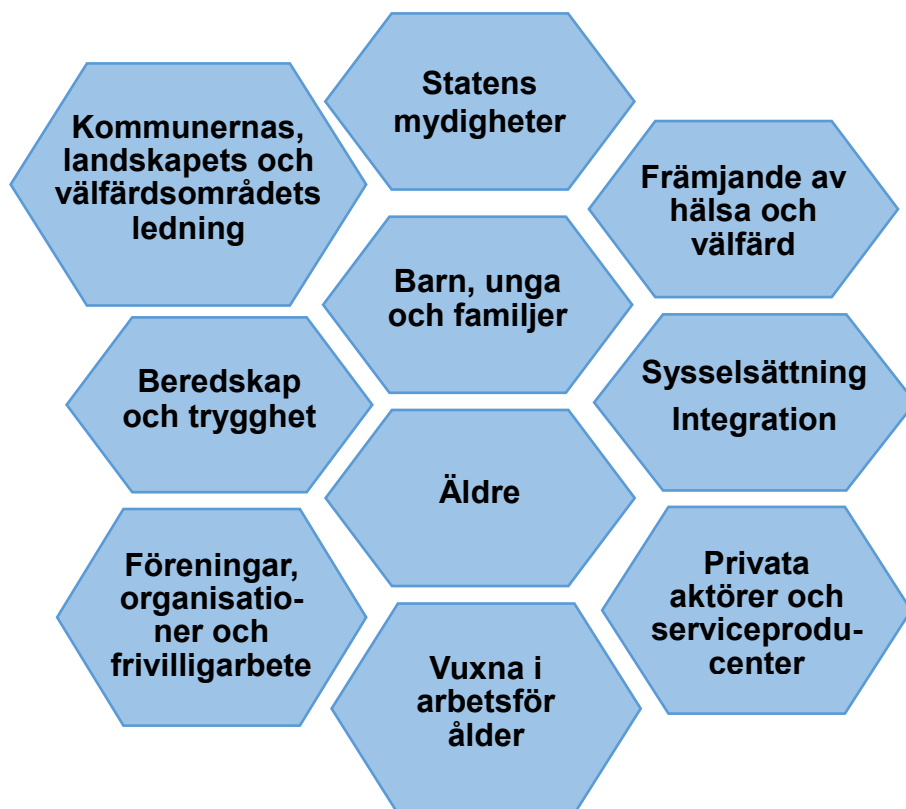 Statens
mydigheter
Kommunernas,
landskapets och
välfärdsområdets
ledning
Främjande av
hälsa och
välfärd
Barn, unga
och familjer
Beredskap
och trygghet
Sysselsättning
Integration
Äldre
Föreningar,
organisatio-
ner och
frivilligarbete
Privata
aktörer och
serviceprodu-
center
Vuxna i
arbetsför
ålder